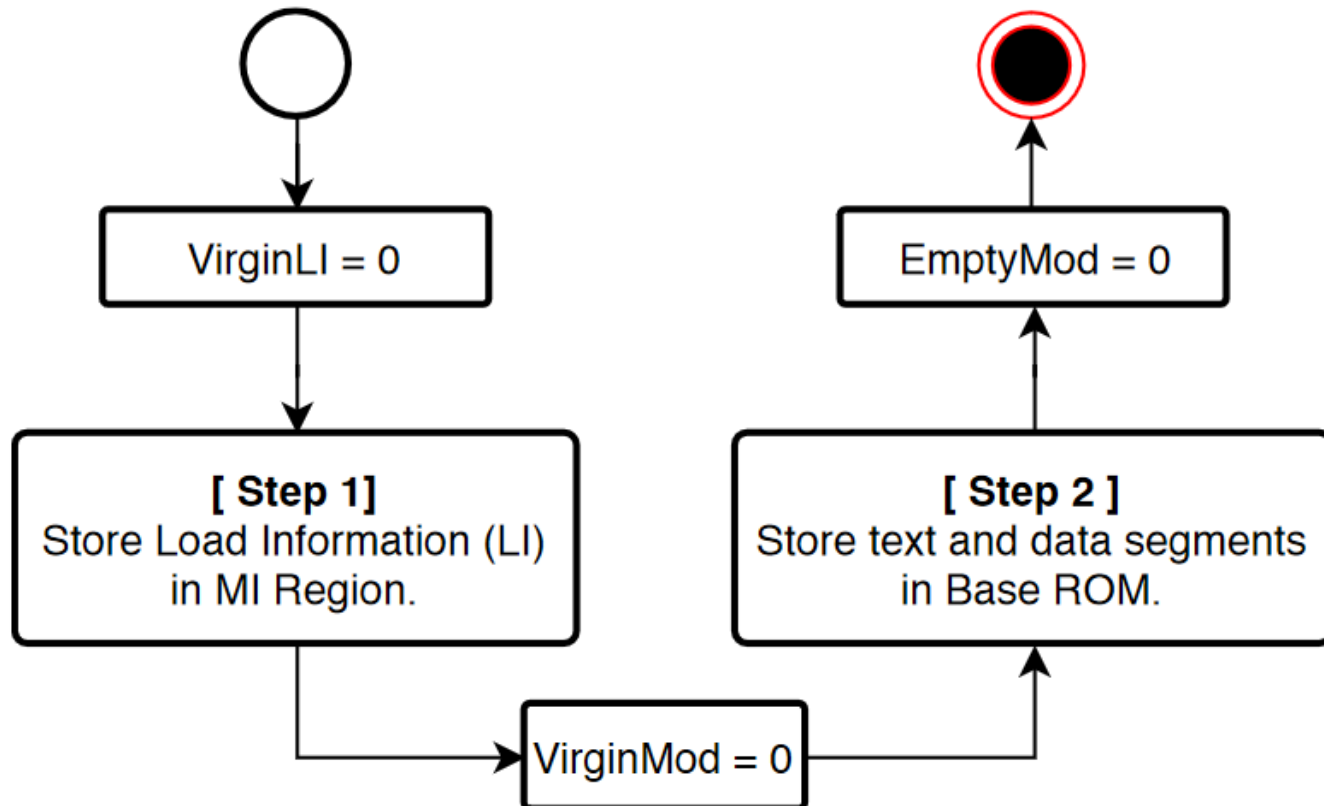 VirginLI = 0
[ Step 1]
Store Load Information (LI)
in MI Region.
VirginMod = 0
[ Step 2 ]
Store text and data segments
in Base ROM.
EmptyMod = 0